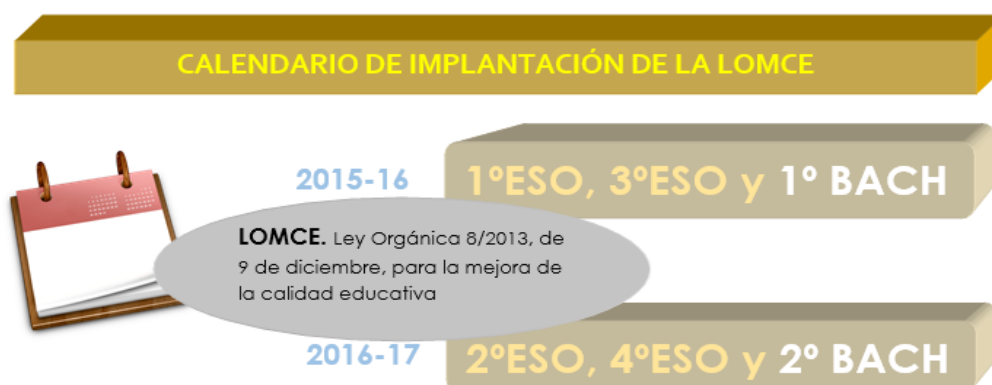 CALENDARIO DE IMPLANTACIÓN DE LA LOMCE
2015-16
1ºESO, 3ºESO y 1º BACH
LOMCE. Ley Orgánica 8/2013, de
9 de diciembre, para la mejora de
la calidad educativa
2016-17
2ºESO, 4ºESO y 2º BACH